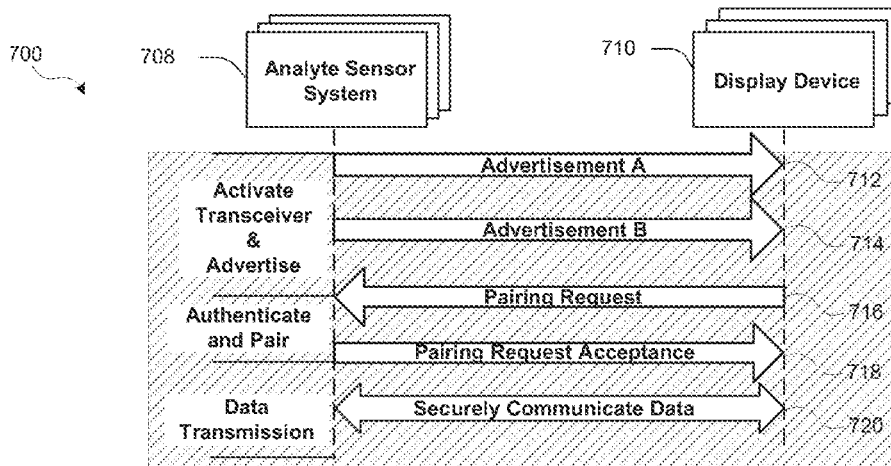 700
708
Analyte Sensor
System
710
Display Device
Advertisement A
712
Activate
Transceiver
&
Advertise
Advertisement B
714
Pairing Request
716
Authenticate
and Pair
Pairing Request Acceptance
718
Data
Transmission
Securely Communicate Data
720